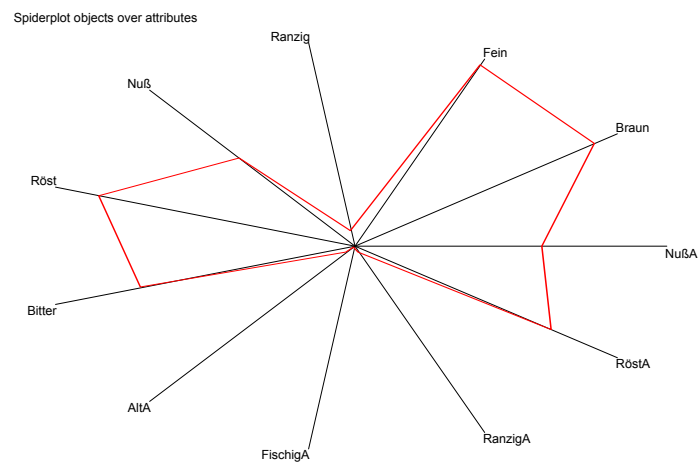 Spiderplot objects over attributes
Ranzig
Fein
Nuß
Braun
Röst
NußA
Bitter
RöstA
AltA
RanzigA
FischigA